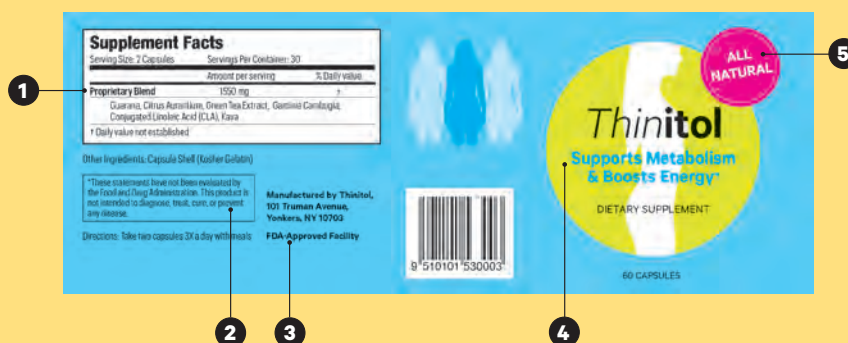 Supplement Facts
Serving Size: 2 Capsules Servings Per Container: 30
Amount per serving % Daily value
1
Proprietary Blend 1550 mg †
Guarana, Citrus Aurantium, Green Tea Extract, Garcinia Cambogia,
Conjugated Linoleic Acid (CLA), Kava
† Daily value not established
Other Ingredients: Capsule Shell (Kosher Gelatin)
*These statements have not been evaluated by
the Food and Drug Administration. This product is
not intended to diagnose, treat, cure, or prevent
any disease.
Manufactured by Thinitol,
101 Truman Avenue,
Yonkers, NY 10703
Directions: Take two capsules 3X a day with meals
FDA-Approved Facility
9 510101 530003
ALL
NATURAL
5
Thinitol
Supports Metabolism
& Boosts Energy*
DIETARY SUPPLEMENT
60 CAPSULES
2
3
4